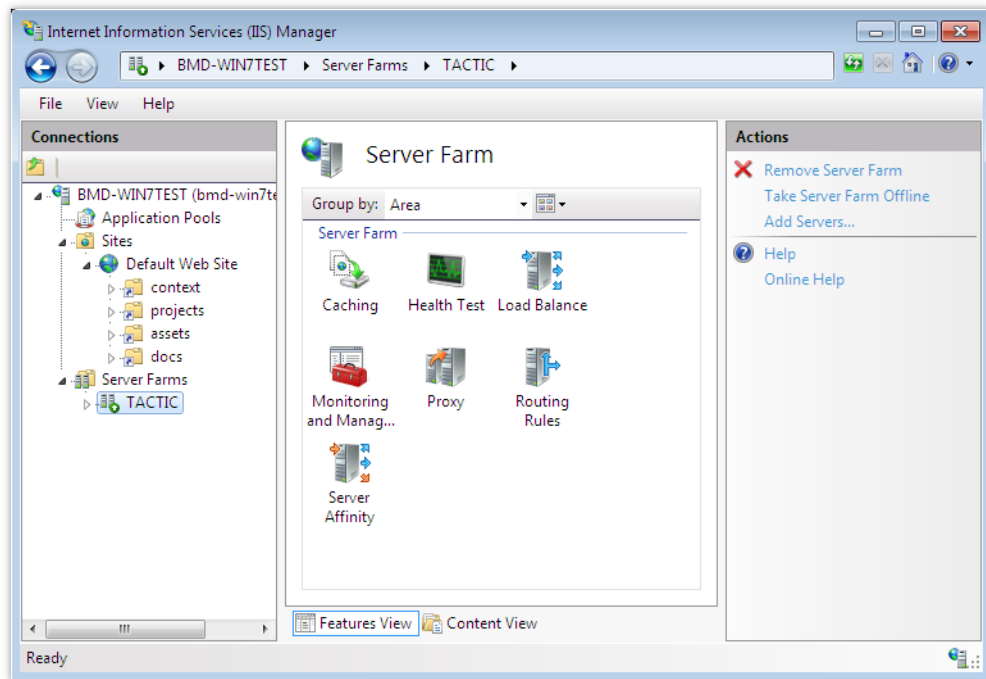 Internet Information Services (IIS) Manager
BMD-WIN7TEST Server Farms TACTIC
File View Help
Connections
BMD-WIN7TEST (bmd-win7te
Application Pools
Sites
Default Web Site
context
projects
assets
docs
Server Farms
TACTIC
Server Farm
Group by: Area
Server Farm
Caching Health Test Load Balance
Monitoring Proxy Routing
and Manag... Rules
Server
Affinity
Features View Content View
Actions
Remove Server Farm
Take Server Farm Offline
Add Servers...
Help
Online Help
Ready